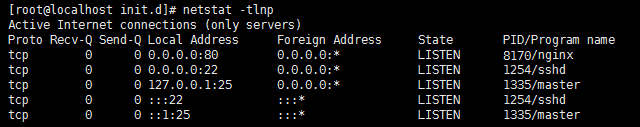 [root@localhost init.d]# netstat -tlnp
Active Internet connections (only servers)
Proto Recv-Q Send-Q Local Address Foreign Address State PID/Program name
tcp 0 0 0.0.0.0:80 0.0.0.0:* LISTEN 8170/nginx
tcp 0 0 0.0.0.0:22 0.0.0.0:* LISTEN 1254/sshd
tcp 0 0 127.0.0.1:25 0.0.0.0:* LISTEN 1335/master
tcp 0 0 :::22 :::* LISTEN 1254/sshd
tcp 0 0 ::1:25 :::* LISTEN 1335/master